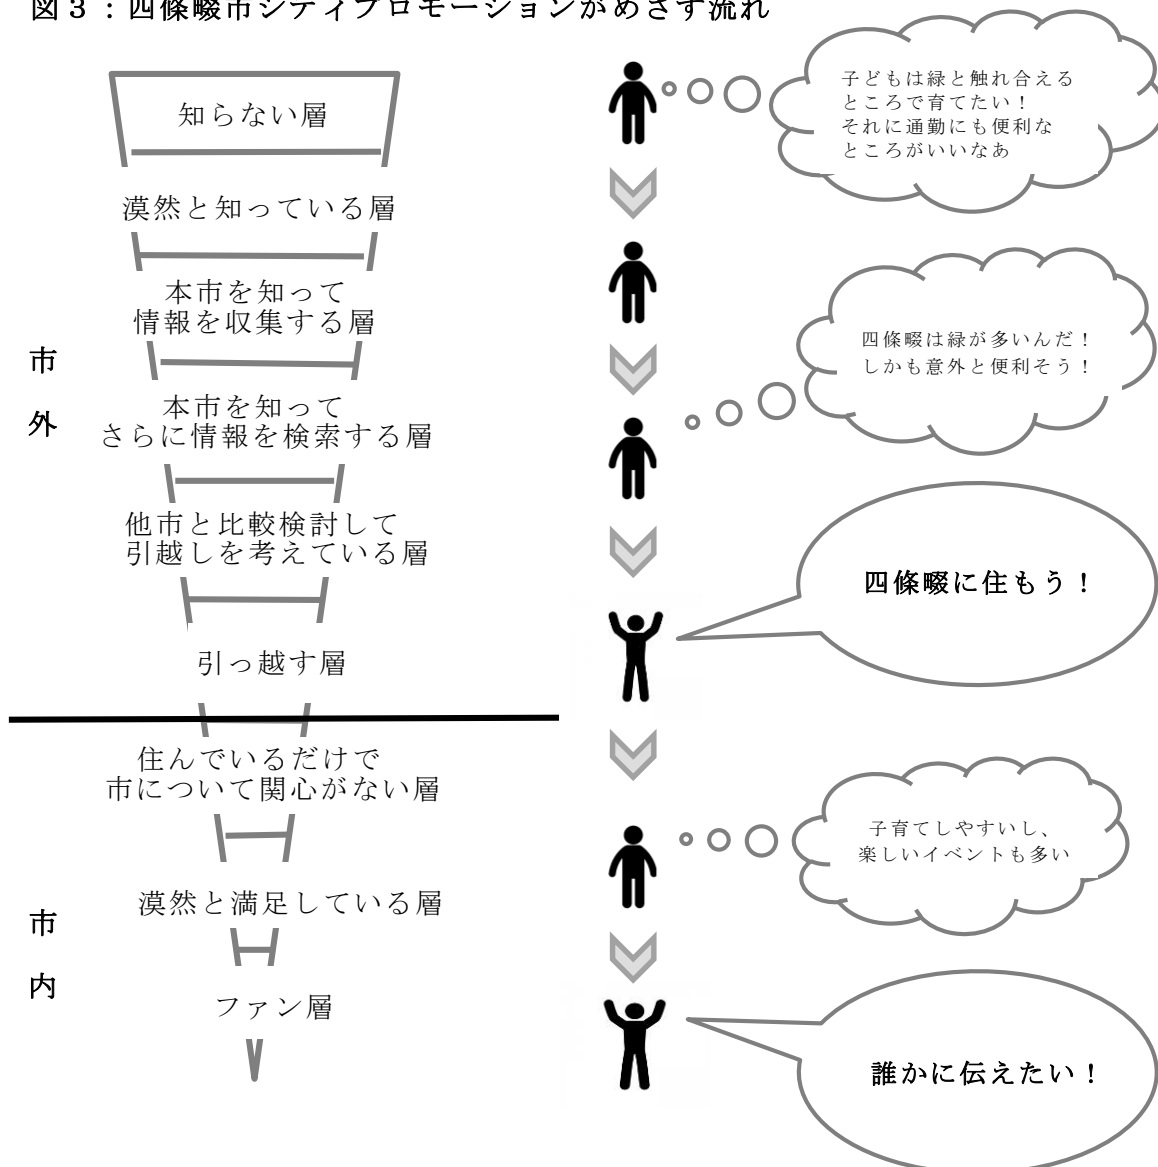 図３：四條畷市シティプロモーションがめざす流れ
知らない層
漠然と知っている層
本市を知って
情報を収集する層
本市を知って
さらに情報を検索する層
他市と比較検討して
引越しを考えている層
引っ越す層
住んでいるだけで
市について関心がない層
漠然と満足している層
ファン層
市
外
市
内
子どもは緑と触れ合える
ところで育てたい！
それに通勤にも便利な
ところがいいなあ
四條畷は緑が多いんだ！
しかも意外と便利そう！
四條畷に住もう！
子育てしやすいし、
楽しいイベントも多い
誰かに伝えたい！